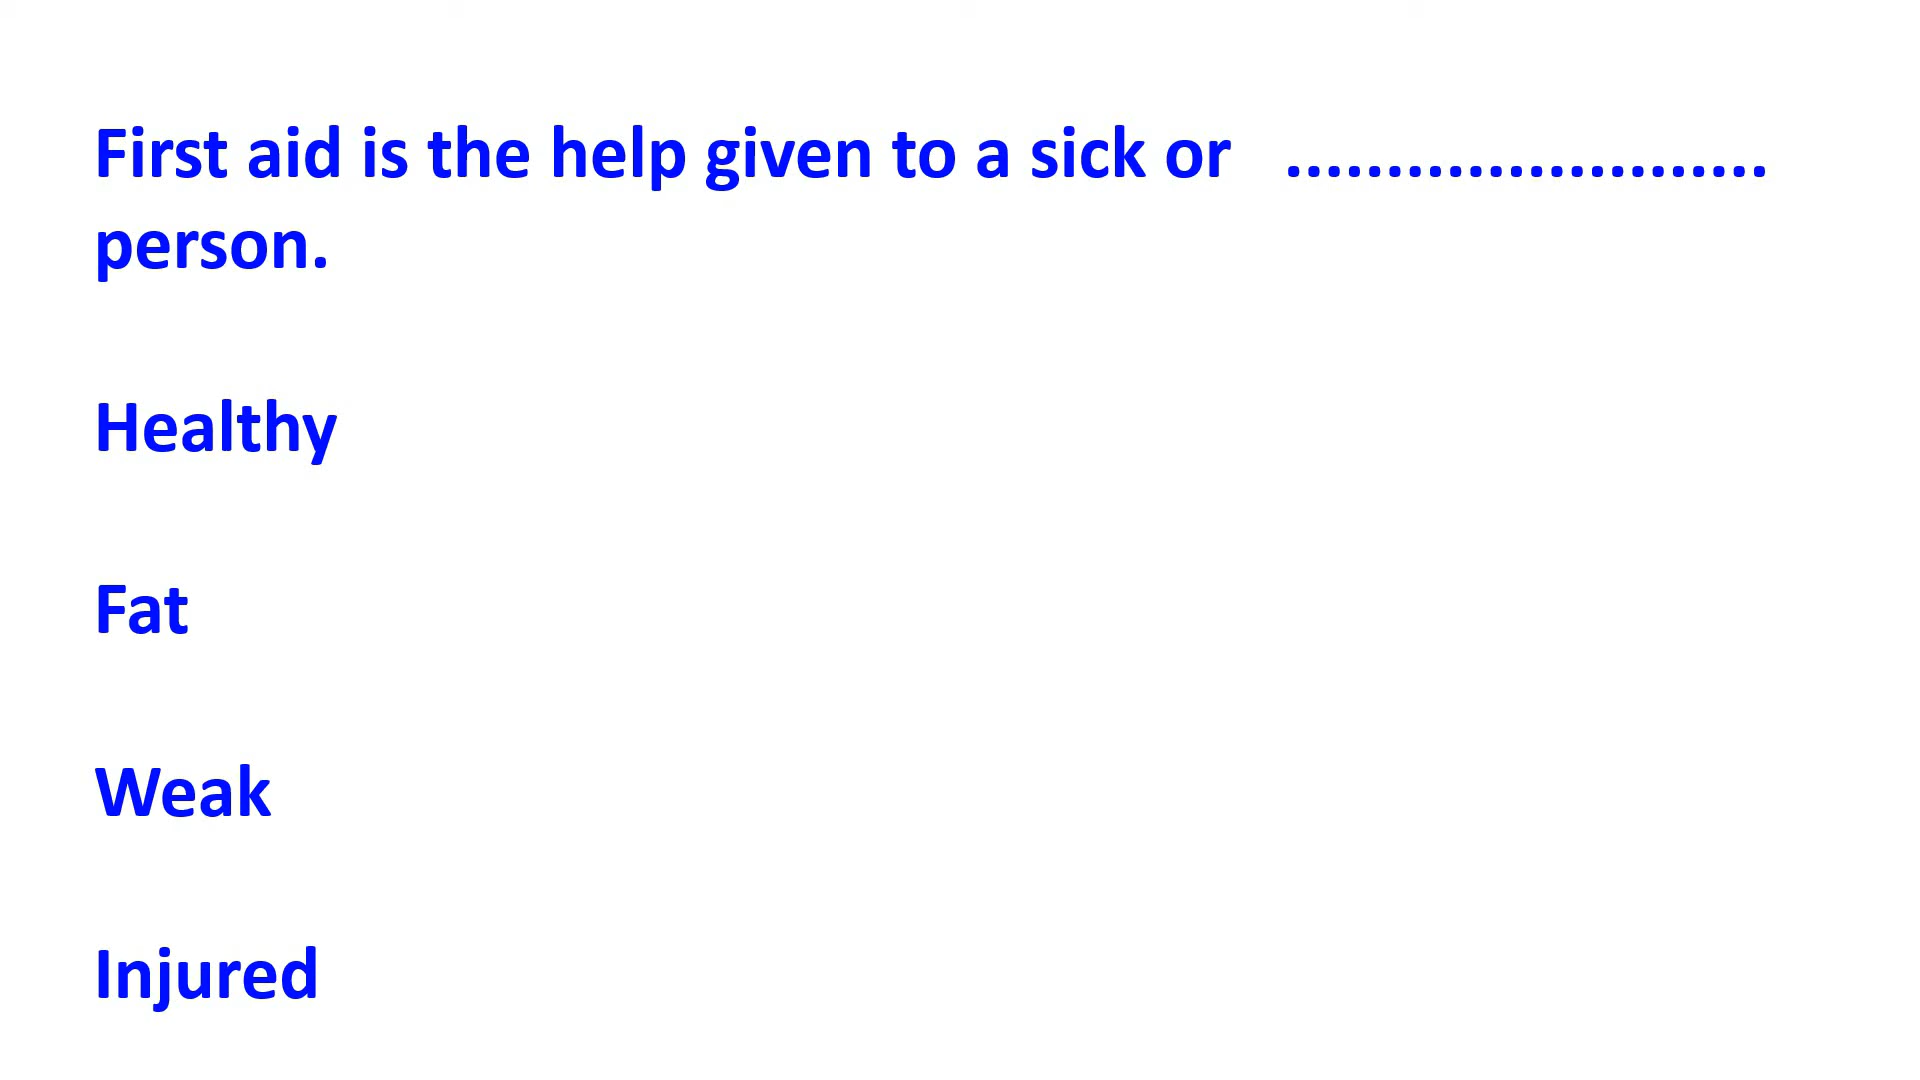 First aid is the help given to a sick or ........................
person.
Healthy
Fat
Weak
Injured